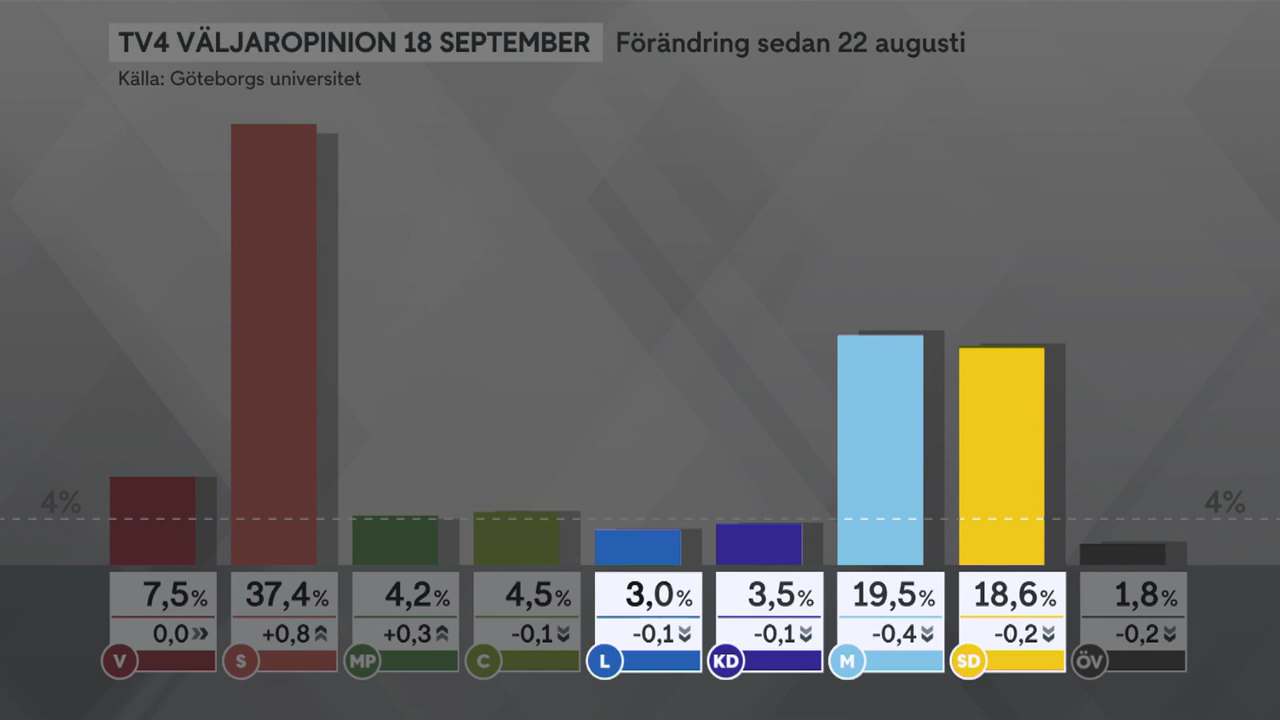 TV4 VÄLJAROPINION 18 SEPTEMBER Förändring sedan 22 augusti
Källa: Göteborgs universitet
4% 4%
7,5% 37,4% 4,2% 4,5% 3,0% 3,5% 19,5% 18,6% 1,8%
0,0 +0,8 +0,3 -0,1 -0,1 -0,1 -0,4 -0,2 -0,2
V S MP C L KD M SD ÖV